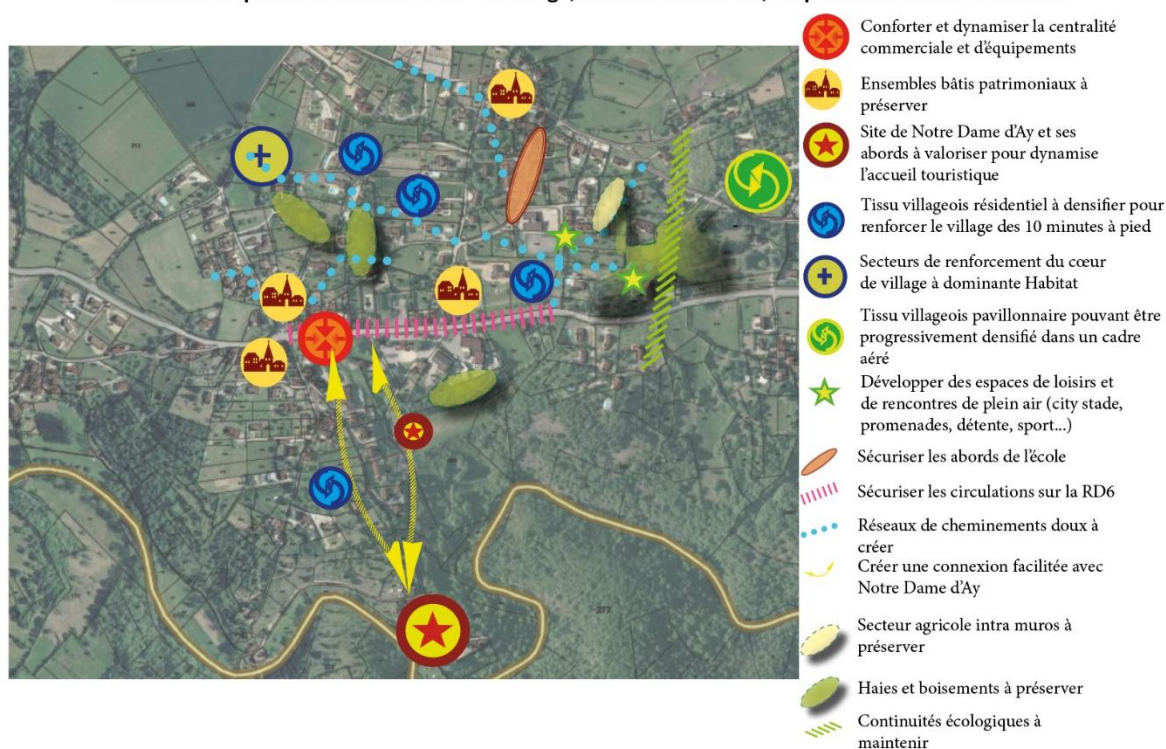 Conforter et dynamiser la centralité
commerciale et d'équipements
Ensembles bâtis patrimoniaux à
préserver
Site de Notre Dame d'Ay et ses
abords à valoriser pour dynamise
l'accueil touristique
Tissu villageois résidentiel à densifier pour
renforcer le village des 10 minutes à pied
Secteurs de renforcement du cœur
de village à dominante Habitat
Tissu villageois pavillonnaire pouvant être
progressivement densifié dans un cadre
aéré
Développer des espaces de loisirs et
de rencontres de plein air (city stade,
promenades, détente, sport...)
Sécuriser les abords de l'école
Sécuriser les circulations sur la RD6
Réseaux de cheminements doux à
créer
Créer une connexion facilitée avec
Notre Dame d'Ay
Secteur agricole intra muros à
préserver
Haies et boisements à préserver
Continuités écologiques à
maintenir
277